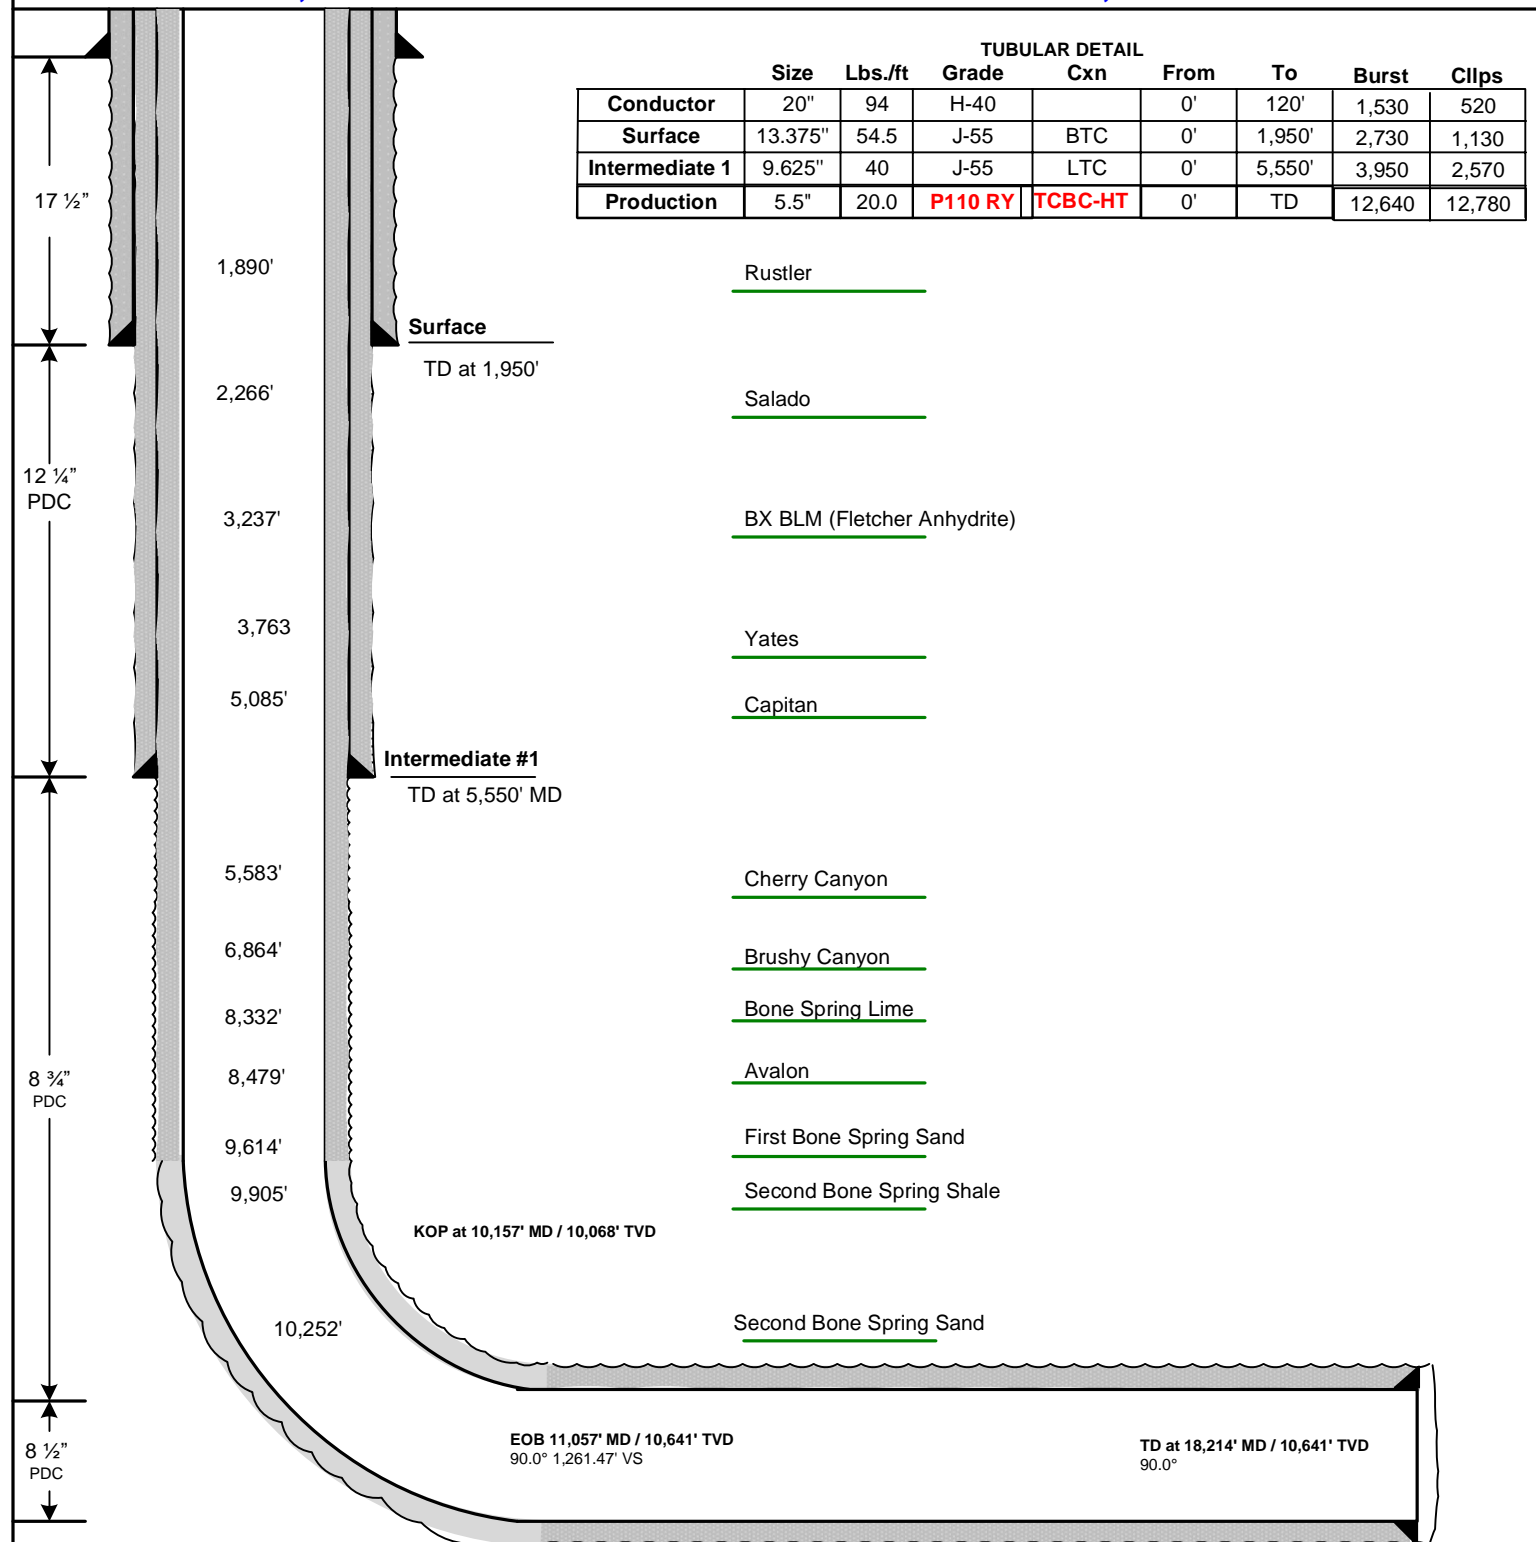 TUBULAR DETAIL
Size Lbs./ft Grade Cxn From To Burst Cllps
Conductor 20" 94 H-40 0' 120' 1,530 520
Surface 13.375" 54.5 J-55 BTC 0' 1,950' 2,730 1,130
Intermediate 1 9.625" 40 J-55 LTC 0' 5,550' 3,950 2,570
Production 5.5" 20.0 P110 RY TCBC-HT 0' TD 12,640 12,780
17 ½”
1,890' Rustler
Surface
TD at 1,950'
2,266' Salado
12 ¼”
PDC
3,237' BX BLM (Fletcher Anhydrite)
3,763 Yates
5,085' Capitan
Intermediate #1
TD at 5,550' MD
5,583' Cherry Canyon
6,864' Brushy Canyon
8,332' Bone Spring Lime
8 ¾”
PDC
8,479' Avalon
9,614' First Bone Spring Sand
9,905' Second Bone Spring Shale
KOP at 10,157' MD / 10,068' TVD
10,252' Second Bone Spring Sand
8 ½”
PDC
EOB 11,057' MD / 10,641' TVD
90.0° 1,261.47' VS
TD at 18,214' MD / 10,641' TVD
90.0°